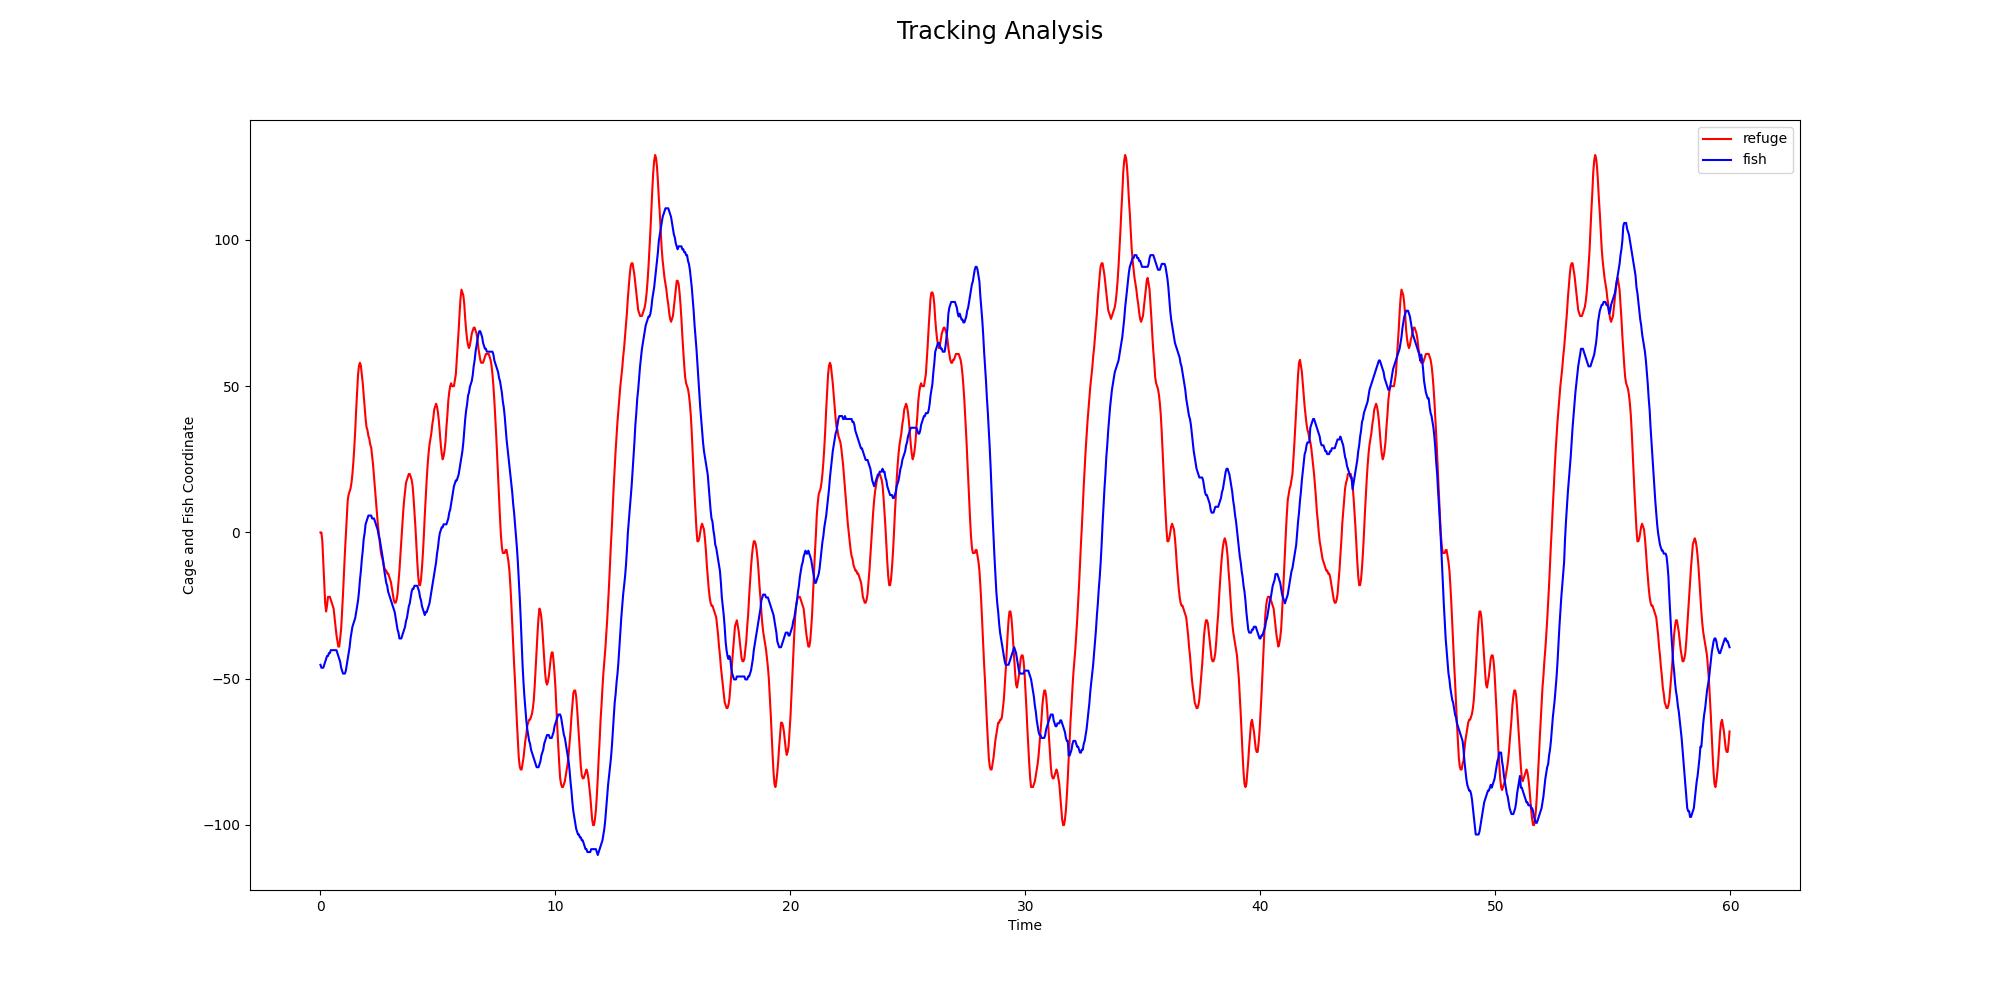 Tracking Analysis
refuge
fish
Cage and Fish Coordinate
100
50
0
−50
−100
0 10 20 30 40 50 60
Time